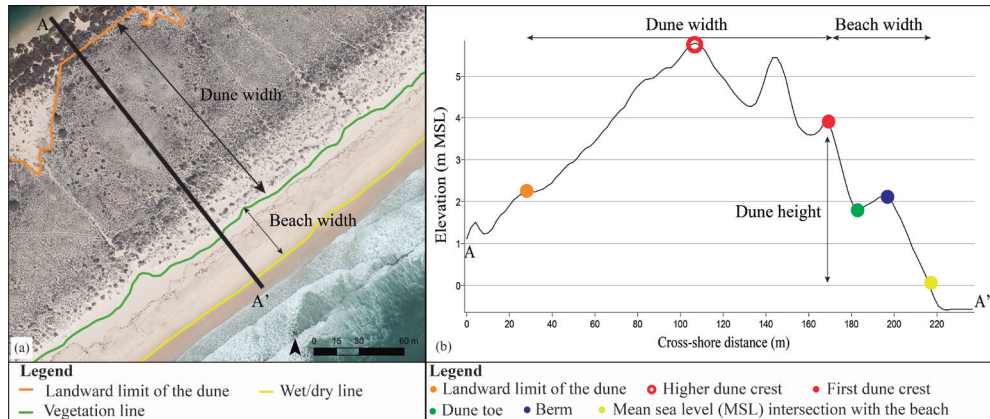 A
Dune width
Beach width
A'
N
0 15 30 60 m
(a)
Legend
Landward limit of the dune
Wet/dry line
Vegetation line
Dune width
Beach width
Elevation (m MSL)
5
4
3
2
1
0
Dune height
A
A'
0 20 40 60 80 100 120 140 160 180 200 220
Cross-shore distance (m)
(b)
Legend
Landward limit of the dune
Higher dune crest
First dune crest
Dune toe
Berm
Mean sea level (MSL) intersection with the beach